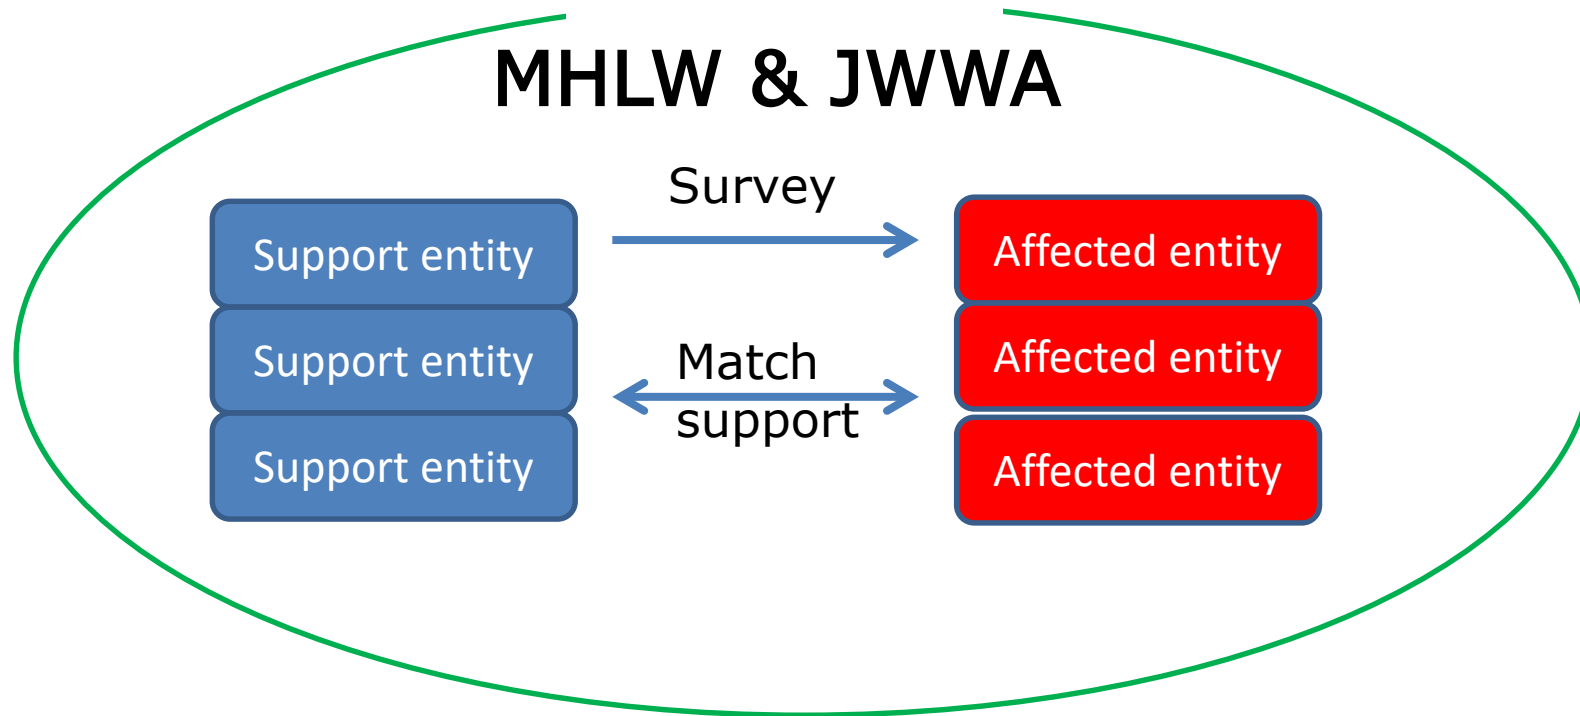 MHLW & JWWA
Survey
Support entity
Affected entity
Support entity
Match
support
Affected entity
Support entity
Affected entity